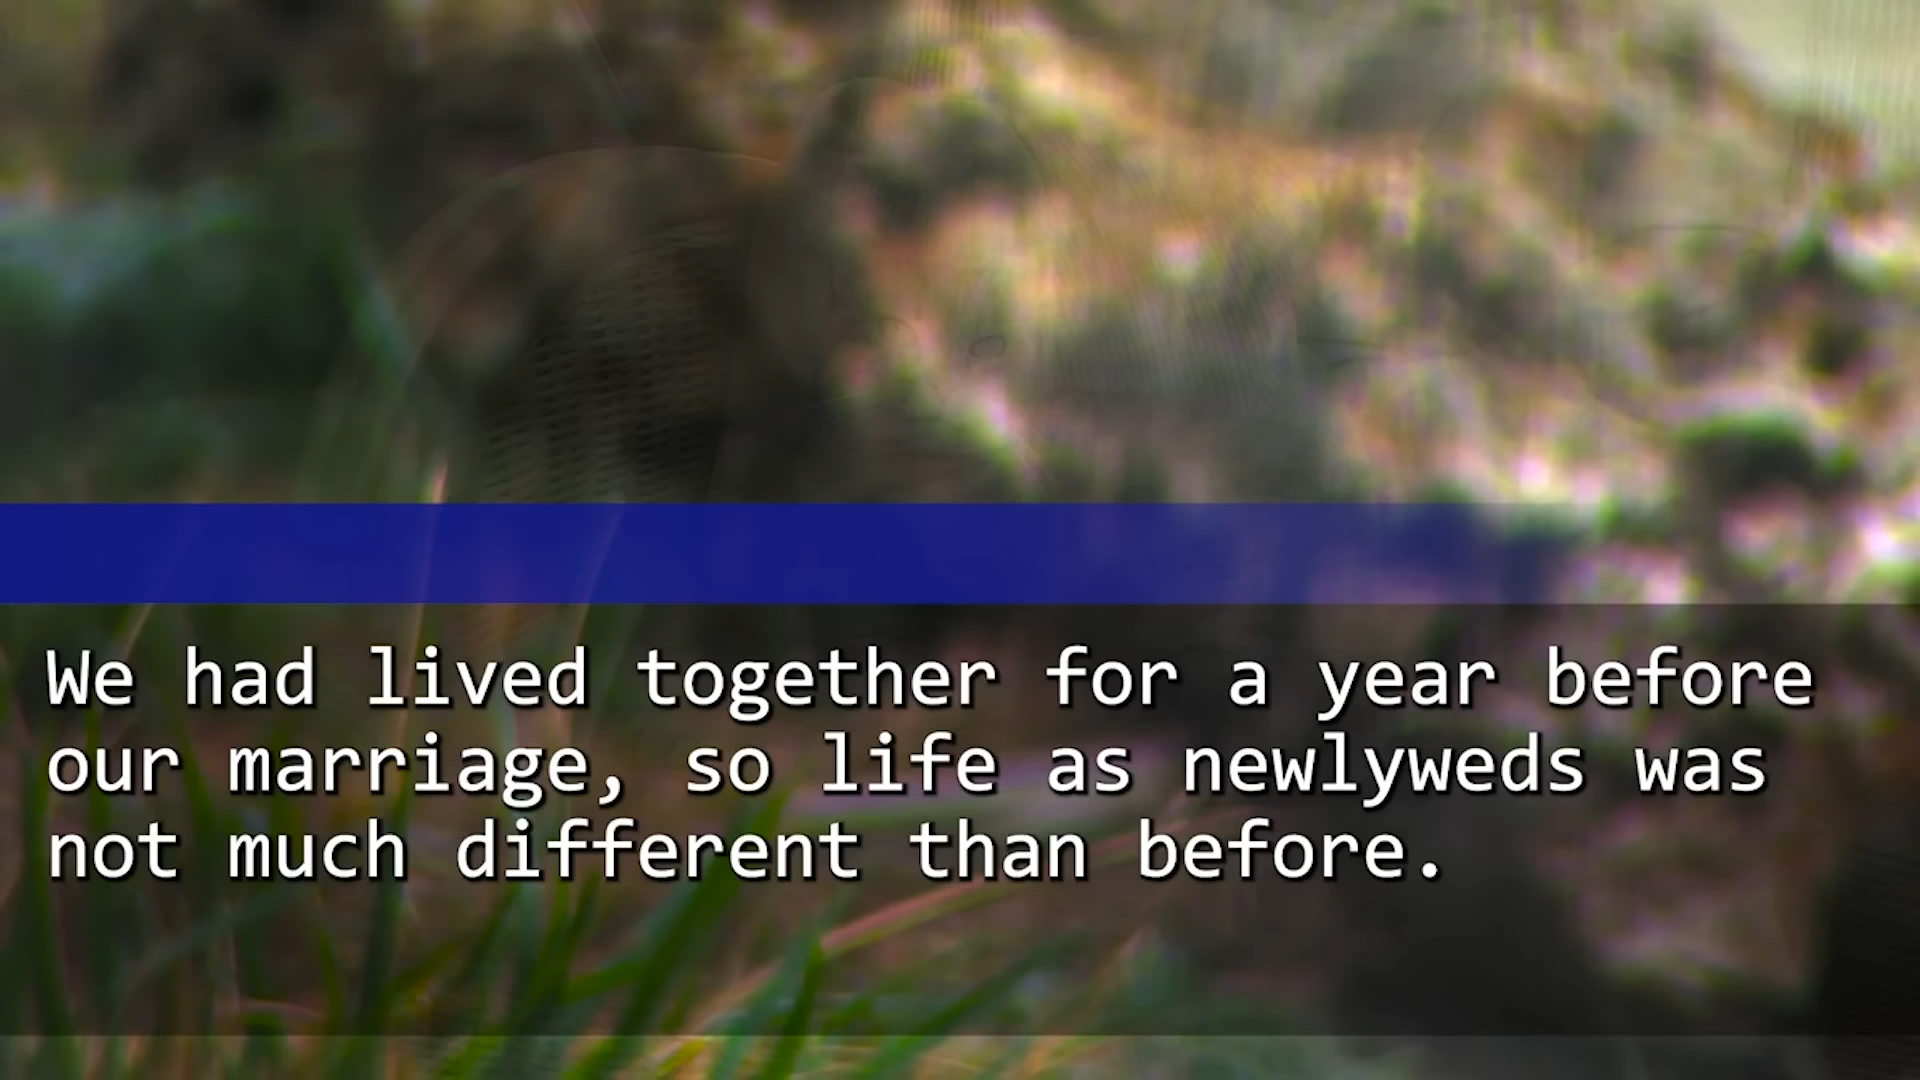 We had lived together for a year before
our marriage, so life as newlyweds was
not much different than before.